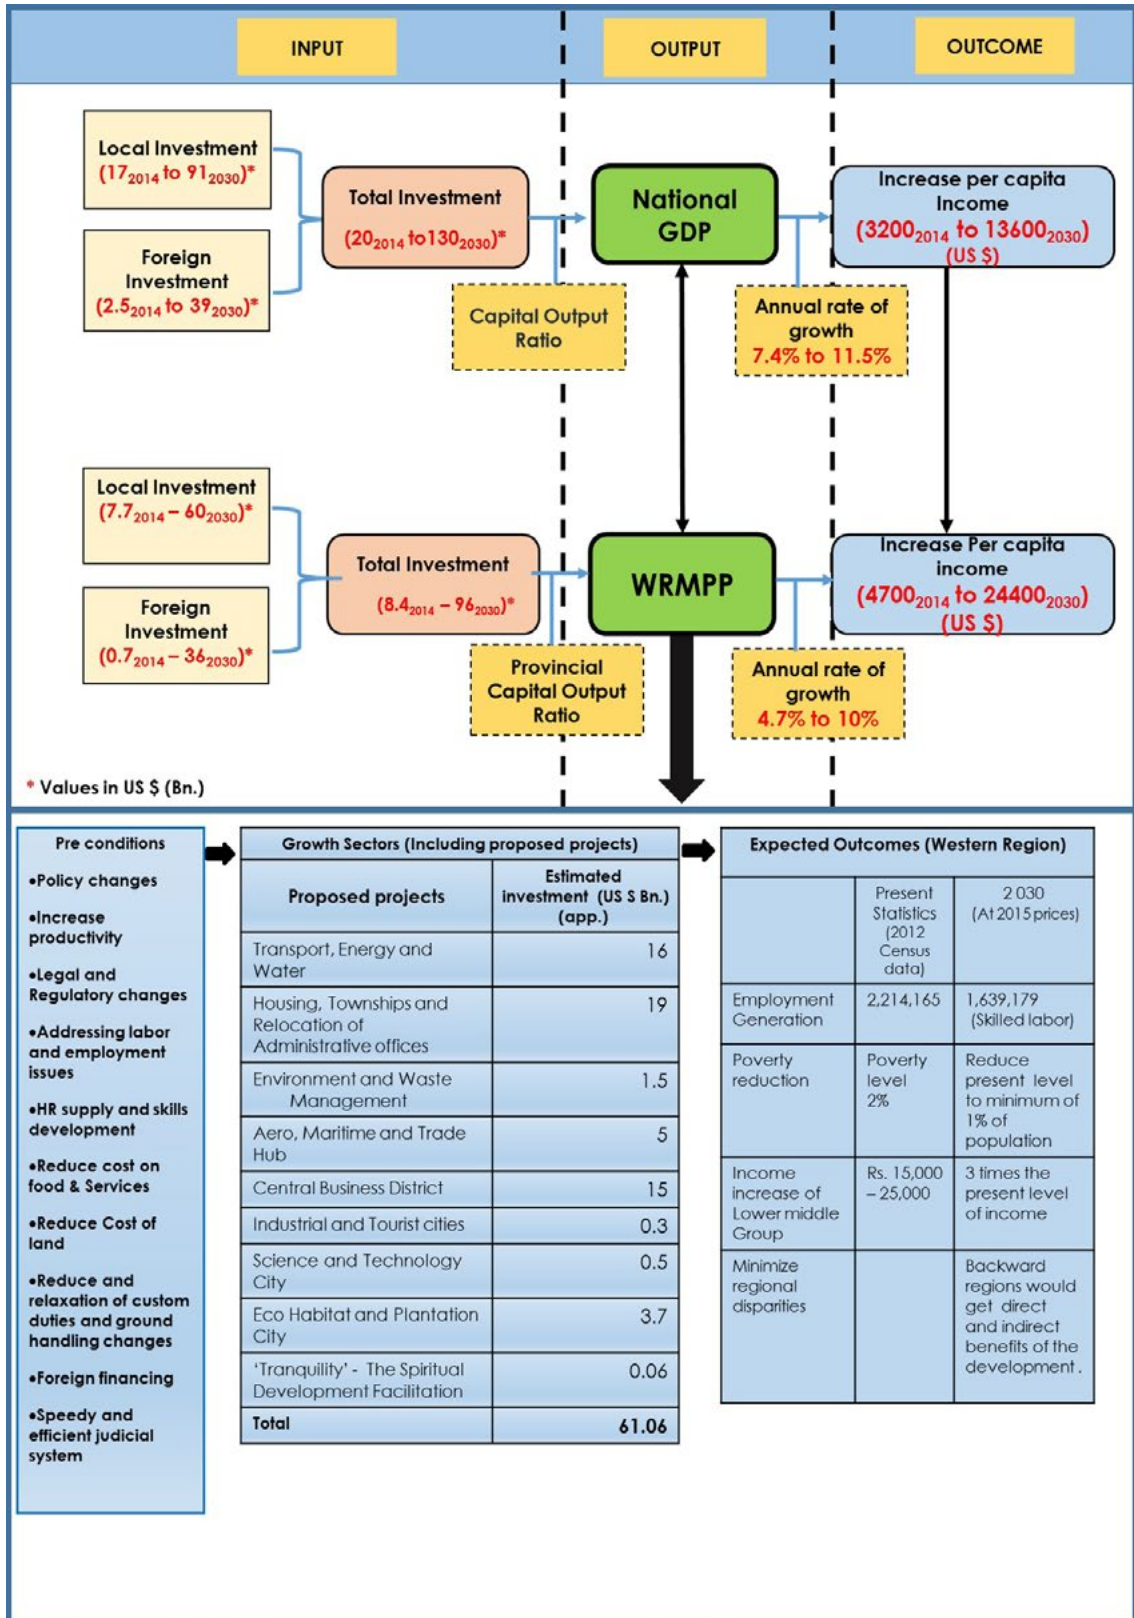 INPUT
OUTPUT
OUTCOME
Local Investment
(17₂₀₁₄ to 91₂₀₃₀)*
Foreign
Investment
(2.5₂₀₁₄ to 39₂₀₃₀)*
Total Investment
(20₂₀₁₄ to130₂₀₃₀)*
Capital Output
Ratio
National
GDP
Annual rate of
growth
7.4% to 11.5%
Increase per capita
Income
(3200₂₀₁₄ to 13600₂₀₃₀)
(US $)
Local Investment
(7.7₂₀₁₄ – 60₂₀₃₀)*
Foreign
Investment
(0.7₂₀₁₄ – 36₂₀₃₀)*
Total Investment
(8.4₂₀₁₄ – 96₂₀₃₀)*
Provincial
Capital Output
Ratio
WRMPP
Annual rate of
growth
4.7% to 10%
Increase Per capita
income
(4700₂₀₁₄ to 24400₂₀₃₀)
(US $)
* Values in US $ (Bn.)
Pre conditions
•Policy changes
•Increase
productivity
•Legal and
Regulatory changes
•Addressing labor
and employment
issues
•HR supply and skills
development
•Reduce cost on
food & Services
•Reduce Cost of
land
•Reduce and
relaxation of custom
duties and ground
handling changes
•Foreign financing
•Speedy and
efficient judicial
system
Growth Sectors (Including proposed projects)
Proposed projects
Estimated
investment (US $ Bn.)
(app.)
Transport, Energy and
Water
16
Housing, Townships and
Relocation of
Administrative offices
19
Environment and Waste
Management
1.5
Aero, Maritime and Trade
Hub
5
Central Business District
15
Industrial and Tourist cities
0.3
Science and Technology
City
0.5
Eco Habitat and Plantation
City
3.7
'Tranquility' - The Spiritual
Development Facilitation
0.06
Total
61.06
Expected Outcomes (Western Region)
Present
Statistics
(2012
Census
data)
2 030
(At 2015 prices)
Employment
Generation
2,214,165
1,639,179
(Skilled labor)
Poverty
reduction
Poverty
level
2%
Reduce
present level
to minimum of
1% of
population
Income
increase of
Lower middle
Group
Rs. 15,000
– 25,000
3 times the
present level
of income
Minimize
regional
disparities
Backward
regions would
get direct
and indirect
benefits of the
development .